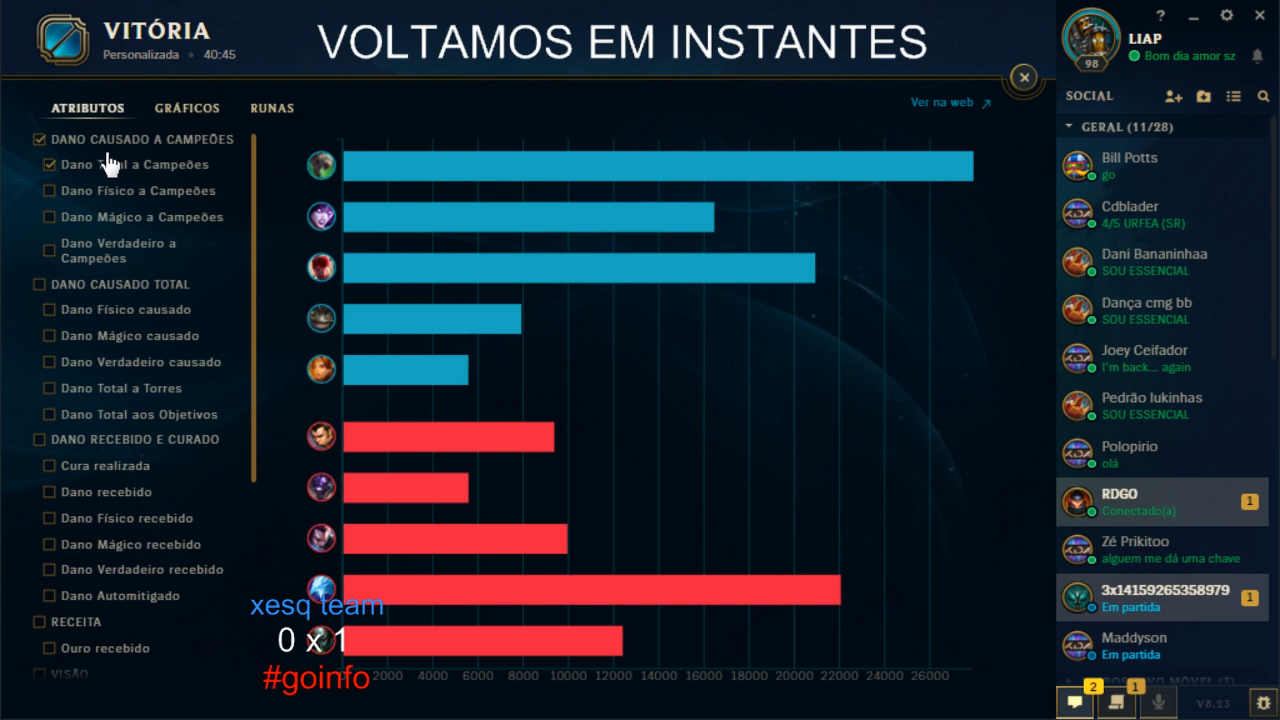 VITÓRIA
Personalizada • 40:45
VOLTAMOS EM INSTANTES
Ver na web
ATRIBUTOS GRÁFICOS RUNAS
DANO CAUSADO A CAMPEÕES
Dano Total a Campeões
Dano Físico a Campeões
Dano Mágico a Campeões
Dano Verdadeiro a
Campeões
DANO CAUSADO TOTAL
Dano Físico causado
Dano Mágico causado
Dano Verdadeiro causado
Dano Total a Torres
Dano Total aos Objetivos
DANO RECEBIDO E CURADO
Cura realizada
Dano recebido
Dano Físico recebido
Dano Mágico recebido
Dano Verdadeiro recebido
Dano Automitigado
RECEITA
Ouro recebido
VISÃO
xesq team
0 x 1
#goinfo
0 2000 4000 6000 8000 10000 12000 14000 16000 18000 20000 22000 24000 26000
?
98
LIAP
Bom dia amor sz
SOCIAL
GERAL (11/28)
Bill Potts
go
Cdblader
4/5 URFEA (SR)
Dani Bananinhaa
SOU ESSENCIAL
Dança cmg bb
SOU ESSENCIAL
Joey Ceifador
I'm back... again
Pedrão lukinhas
SOU ESSENCIAL
Polopirio
olá
RDGO
Conectado(a)
1
Zé Prikitoo
alguem me dá uma chave
3x14159265358979
Em partida
1
Maddyson
Em partida
2
1
V8.23